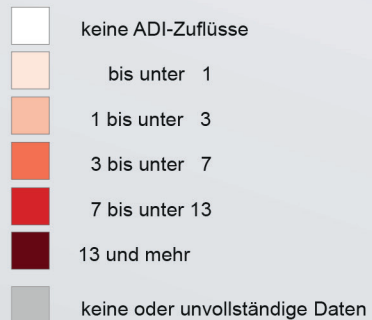 keine ADI-Zuflüsse
bis unter 1
1 bis unter 3
3 bis unter 7
7 bis unter 13
13 und mehr
keine oder unvollständige Daten